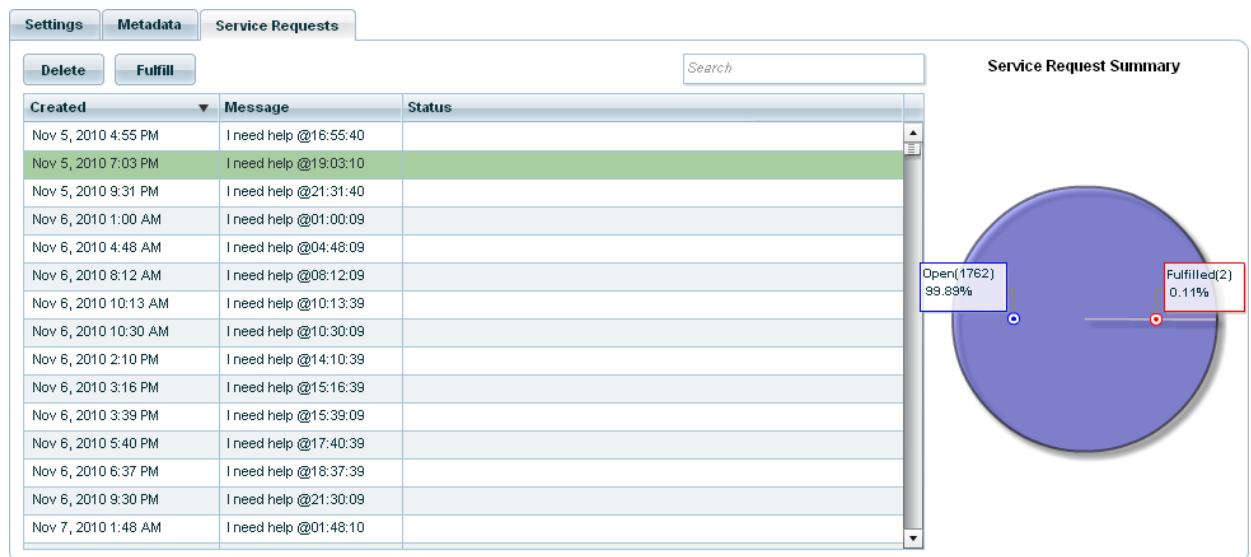 Settings Metadata Service Requests
Delete Fulfill Search
Service Request Summary
Created Message Status
Nov 5, 2010 4:55 PM I need help @16:55:40
Nov 5, 2010 7:03 PM I need help @19:03:10
Nov 5, 2010 9:31 PM I need help @21:31:40
Nov 6, 2010 1:00 AM I need help @01:00:09
Nov 6, 2010 4:48 AM I need help @04:48:09
Nov 6, 2010 8:12 AM I need help @08:12:09
Nov 6, 2010 10:13 AM I need help @10:13:39
Nov 6, 2010 10:30 AM I need help @10:30:09
Nov 6, 2010 2:10 PM I need help @14:10:39
Nov 6, 2010 3:16 PM I need help @15:16:39
Nov 6, 2010 3:39 PM I need help @15:39:09
Nov 6, 2010 5:40 PM I need help @17:40:39
Nov 6, 2010 6:37 PM I need help @18:37:39
Nov 6, 2010 9:30 PM I need help @21:30:09
Nov 7, 2010 1:48 AM I need help @01:48:10
Open(1762)
99.89%
Fulfilled(2)
0.11%